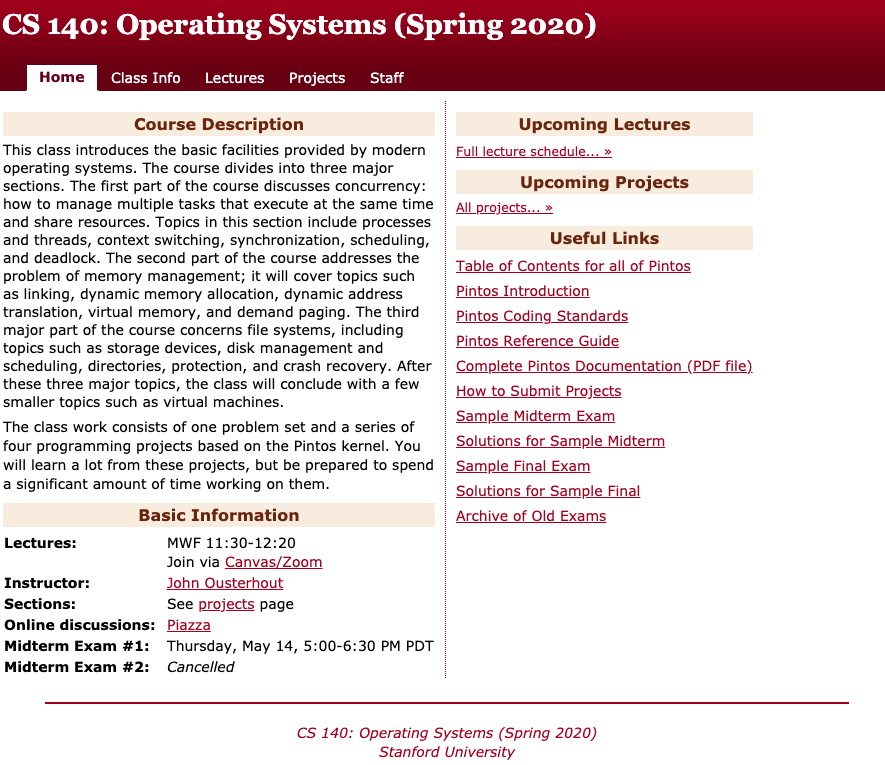 CS 140: Operating Systems (Spring 2020)
Home Class Info Lectures Projects Staff
Course Description
This class introduces the basic facilities provided by modern
operating systems. The course divides into three major
sections. The first part of the course discusses concurrency:
how to manage multiple tasks that execute at the same time
and share resources. Topics in this section include processes
and threads, context switching, synchronization, scheduling,
and deadlock. The second part of the course addresses the
problem of memory management; it will cover topics such
as linking, dynamic memory allocation, dynamic address
translation, virtual memory, and demand paging. The third
major part of the course concerns file systems, including
topics such as storage devices, disk management and
scheduling, directories, protection, and crash recovery. After
these three major topics, the class will conclude with a few
smaller topics such as virtual machines.
The class work consists of one problem set and a series of
four programming projects based on the Pintos kernel. You
will learn a lot from these projects, but be prepared to spend
a significant amount of time working on them.
Basic Information
Lectures: MWF 11:30-12:20
Join via Canvas/Zoom
Instructor: John Ousterhout
Sections: See projects page
Online discussions: Piazza
Midterm Exam #1: Thursday, May 14, 5:00-6:30 PM PDT
Midterm Exam #2: Cancelled
Upcoming Lectures
Full lecture schedule... »
Upcoming Projects
All projects... »
Useful Links
Table of Contents for all of Pintos
Pintos Introduction
Pintos Coding Standards
Pintos Reference Guide
Complete Pintos Documentation (PDF file)
How to Submit Projects
Sample Midterm Exam
Solutions for Sample Midterm
Sample Final Exam
Solutions for Sample Final
Archive of Old Exams
CS 140: Operating Systems (Spring 2020)
Stanford University